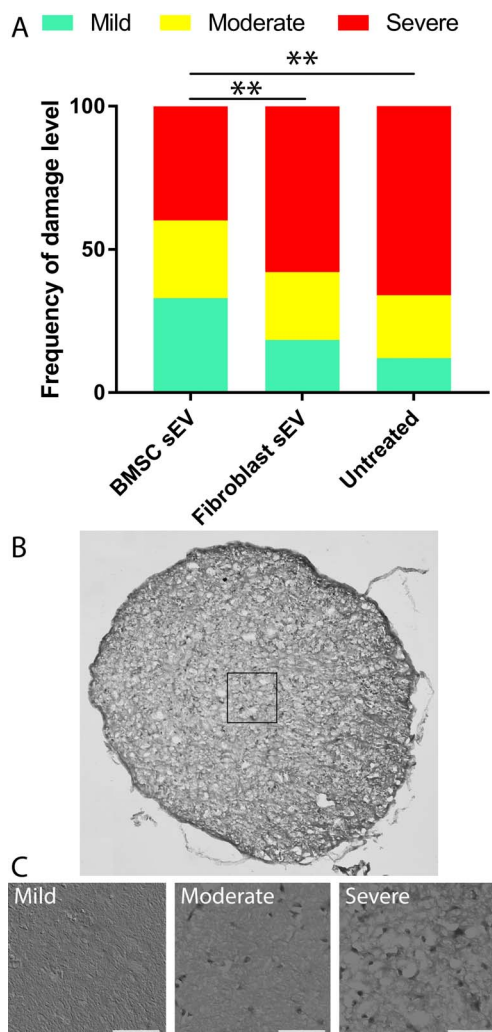 A
Mild Moderate Severe
**
**
Frequency of damage level
100
50
0
BMSC sEV
Fibroblast sEV
Untreated
B
C
Mild Moderate Severe